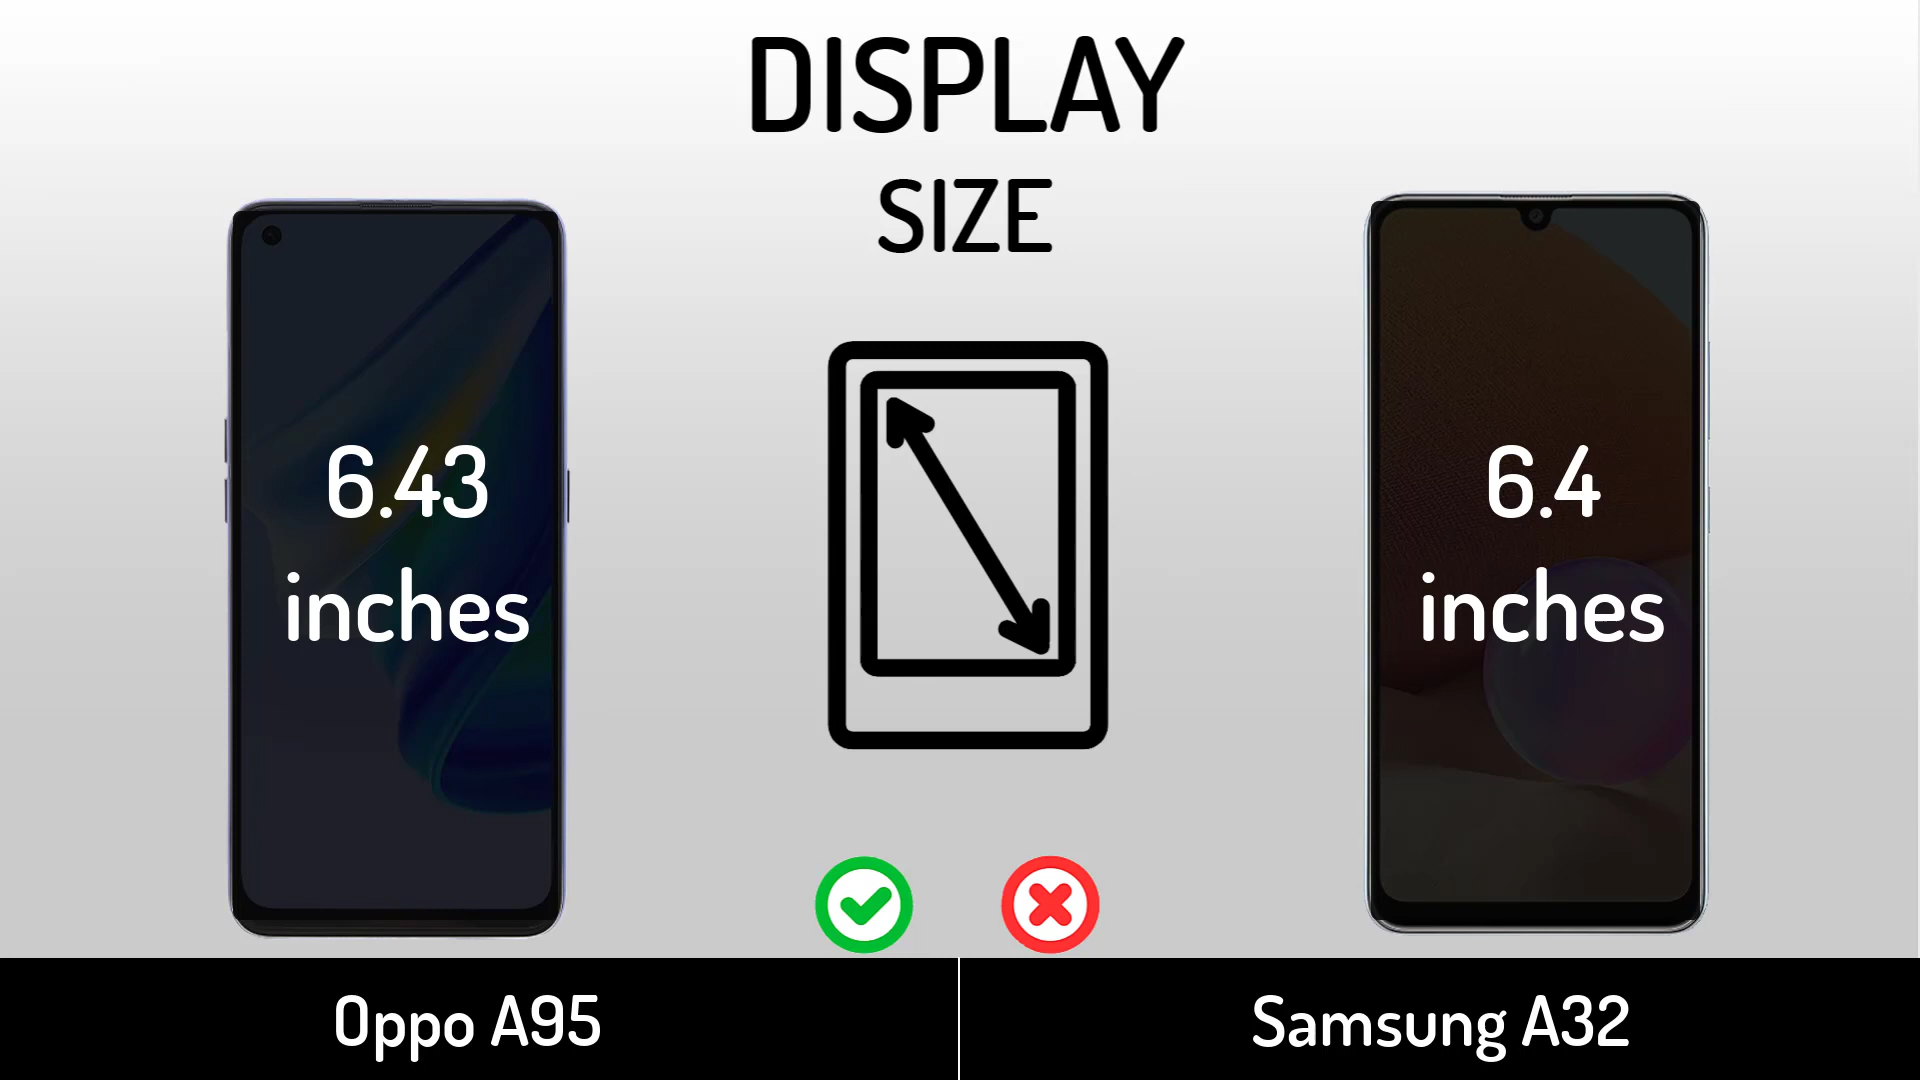 DISPLAY
SIZE
6.43
inches
6.4
inches
Oppo A95
Samsung A32